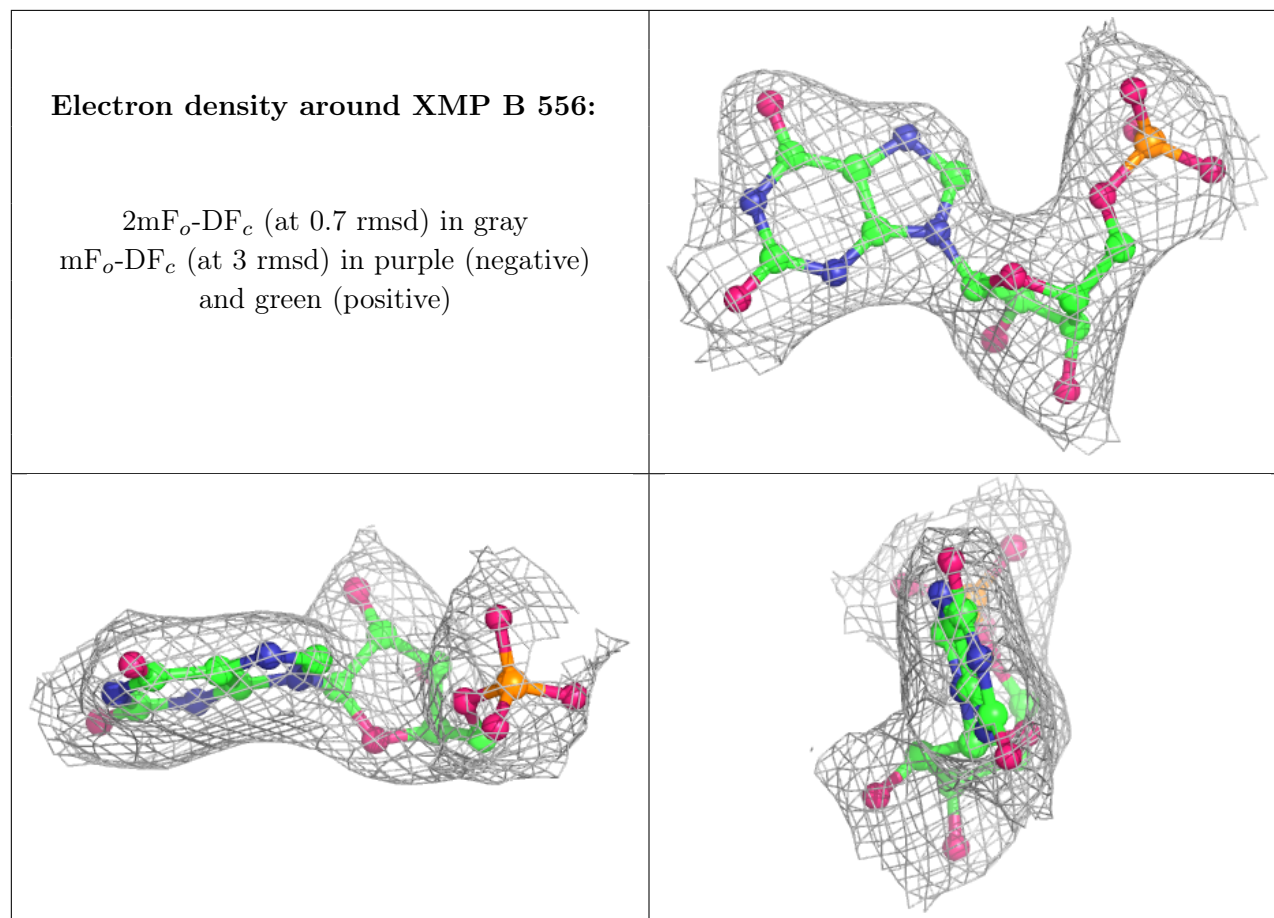 Electron density around XMP B 556:
2mFo-DFc (at 0.7 rmsd) in gray
mFo-DFc (at 3 rmsd) in purple (negative)
and green (positive)